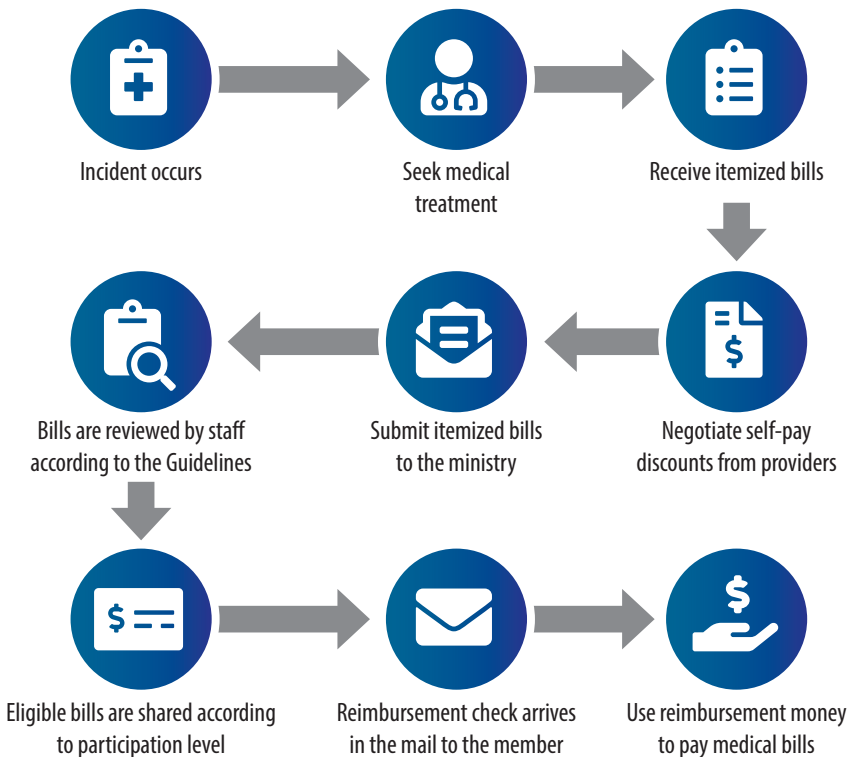 Incident occurs
Seek medical
treatment
Receive itemized bills
Negotiate self-pay
discounts from providers
Submit itemized bills
to the ministry
Bills are reviewed by staff
according to the Guidelines
Eligible bills are shared according
to participation level
Reimbursement check arrives
in the mail to the member
Use reimbursement money
to pay medical bills